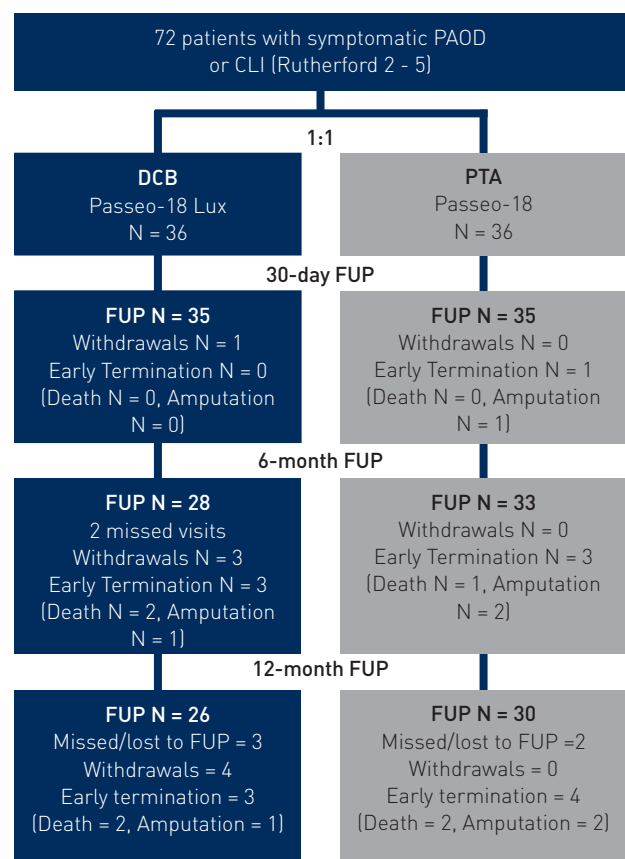 72 patients with symptomatic PAOD
or CLI (Rutherford 2 - 5)
1:1
DCB
Passeo-18 Lux
N = 36
PTA
Passeo-18
N = 36
30-day FUP
FUP N = 35
Withdrawals N = 1
Early Termination N = 0
(Death N = 0, Amputation
N = 0)
FUP N = 35
Withdrawals N = 0
Early Termination N = 1
(Death N = 0, Amputation
N = 1)
6-month FUP
FUP N = 28
2 missed visits
Withdrawals N = 3
Early Termination N = 3
(Death N = 2, Amputation
N = 1)
FUP N = 33
Withdrawals N = 0
Early Termination N = 3
(Death N = 1, Amputation
N = 2)
12-month FUP
FUP N = 26
Missed/lost to FUP = 3
Withdrawals = 4
Early termination = 3
(Death = 2, Amputation = 1)
FUP N = 30
Missed/lost to FUP =2
Withdrawals = 0
Early termination = 4
(Death = 2, Amputation = 2)